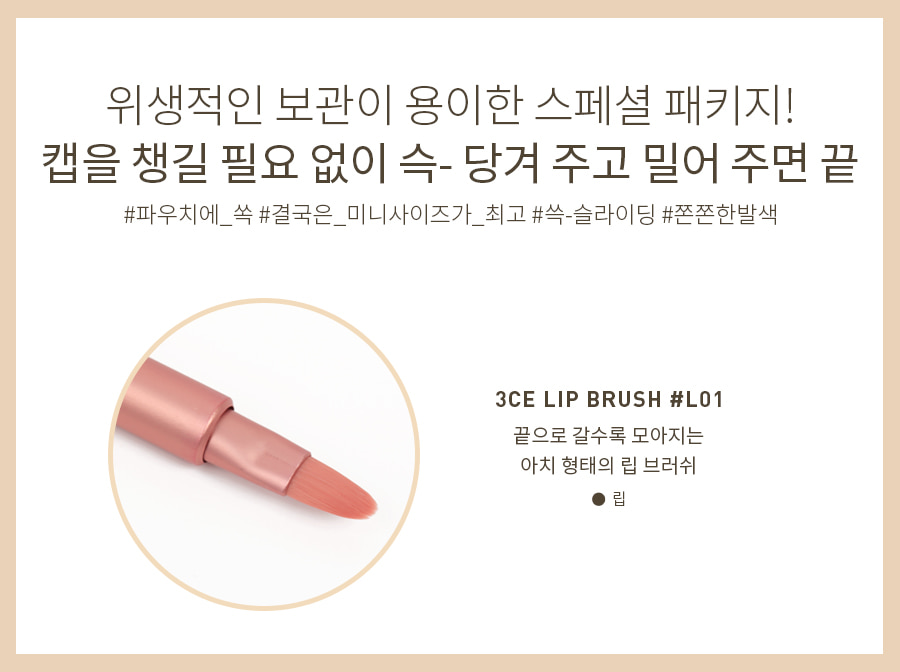 위생적인 보관이 용이한 스페셜 패키지!
캡을 챙길 필요 없이 슥- 당겨 주고 밀어 주면 끝
#파우치에_쏙 #결국은_미니사이즈가_최고 #쓱-슬라이딩 #쫀쫀한발색
3CE LIP BRUSH #L01
끝으로 갈수록 모아지는
아치 형태의 립 브러쉬
● 립